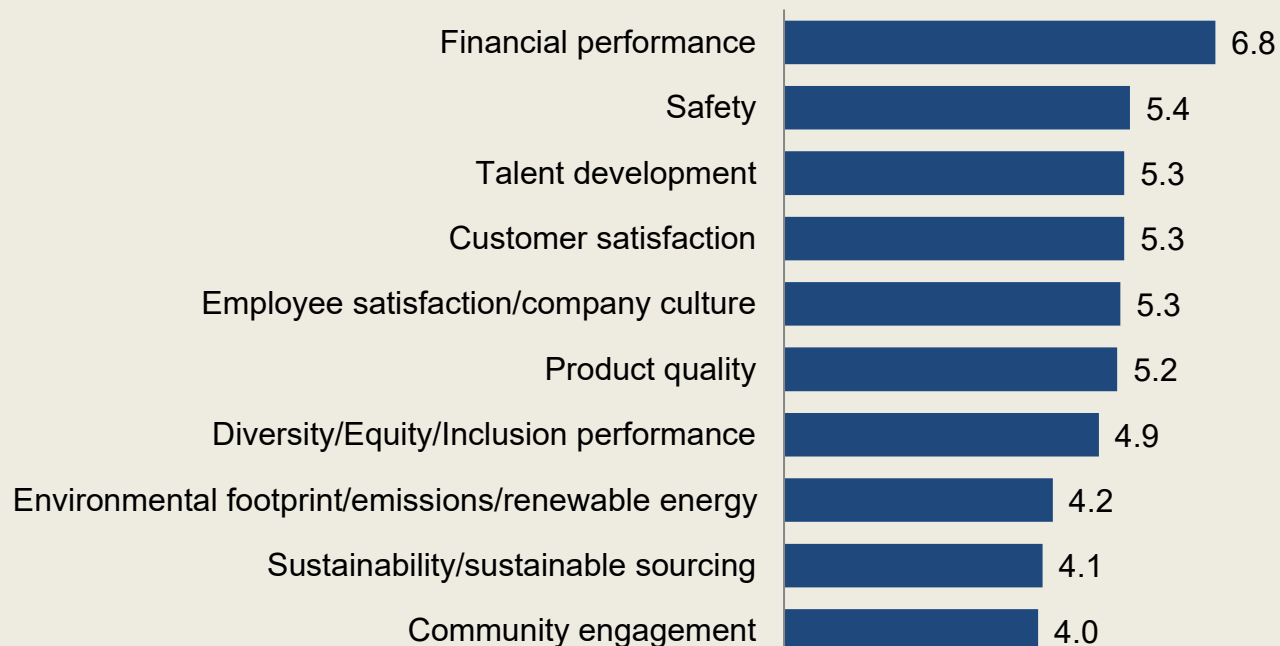 Financial performance 6.8
Safety 5.4
Talent development 5.3
Customer satisfaction 5.3
Employee satisfaction/company culture 5.3
Product quality 5.2
Diversity/Equity/Inclusion performance 4.9
Environmental footprint/emissions/renewable energy 4.2
Sustainability/sustainable sourcing 4.1
Community engagement 4.0